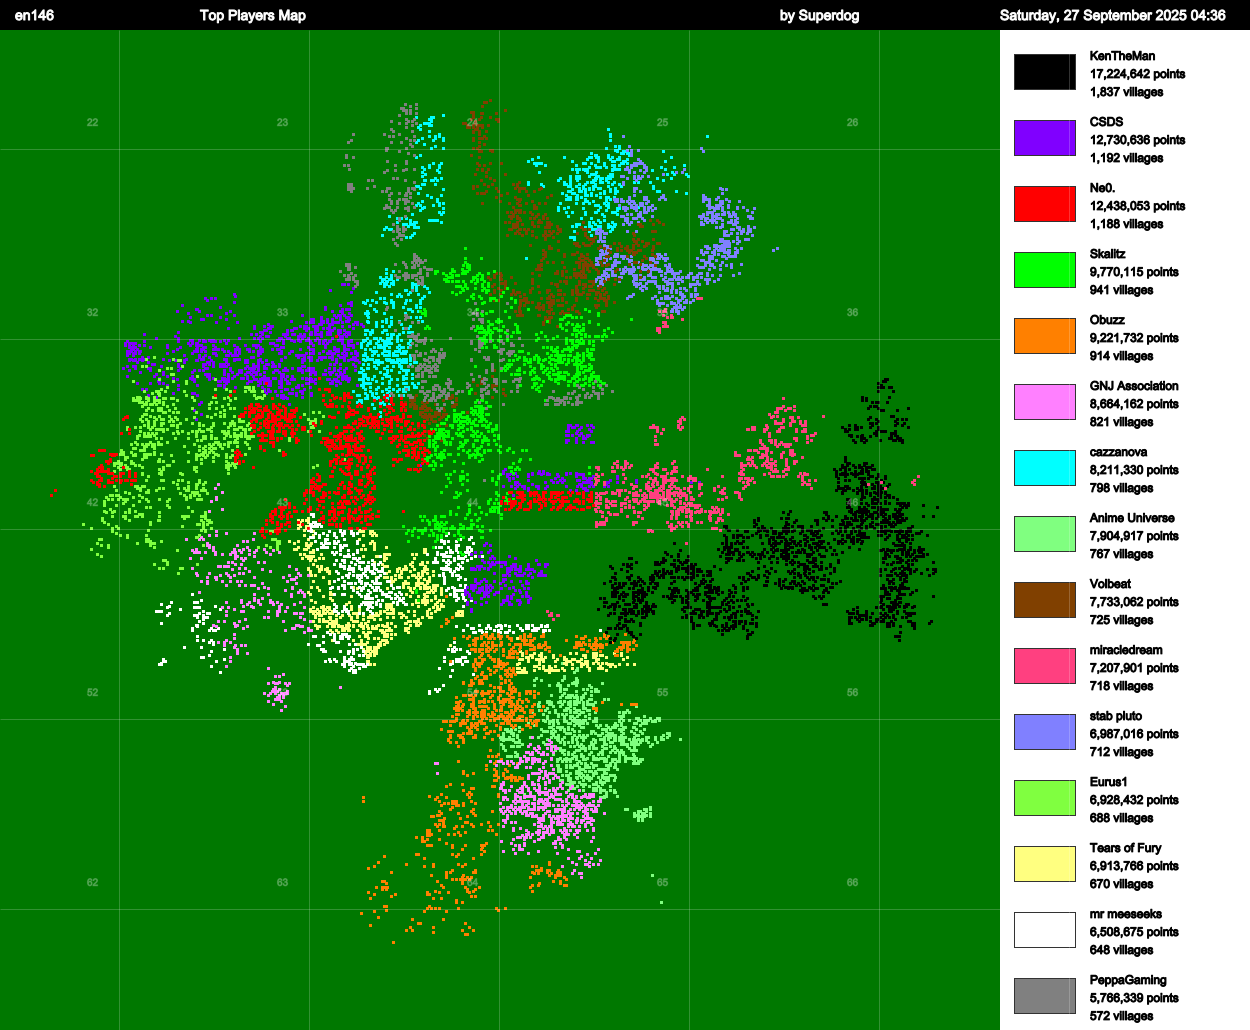 en146 Top Players Map by Superdog Saturday, 27 September 2025 04:36
KenTheMan
17,224,642 points
1,837 villages
CSDS
12,730,636 points
1,192 villages
Ne0.
12,438,053 points
1,188 villages
Skalitz
9,770,115 points
941 villages
Obuzz
9,221,732 points
914 villages
GNJ Association
8,664,162 points
821 villages
cazzanova
8,211,330 points
798 villages
Anime Universe
7,904,917 points
767 villages
Volbeat
7,733,062 points
725 villages
miracledream
7,207,901 points
718 villages
stab pluto
6,987,016 points
712 villages
Eurus1
6,928,432 points
688 villages
Tears of Fury
6,913,766 points
670 villages
mr meeseeks
6,508,675 points
648 villages
PeppaGaming
5,766,339 points
572 villages
22 23 24 25 26
32 33 36
42 43 44
52 55 56
62 63 64 65 66